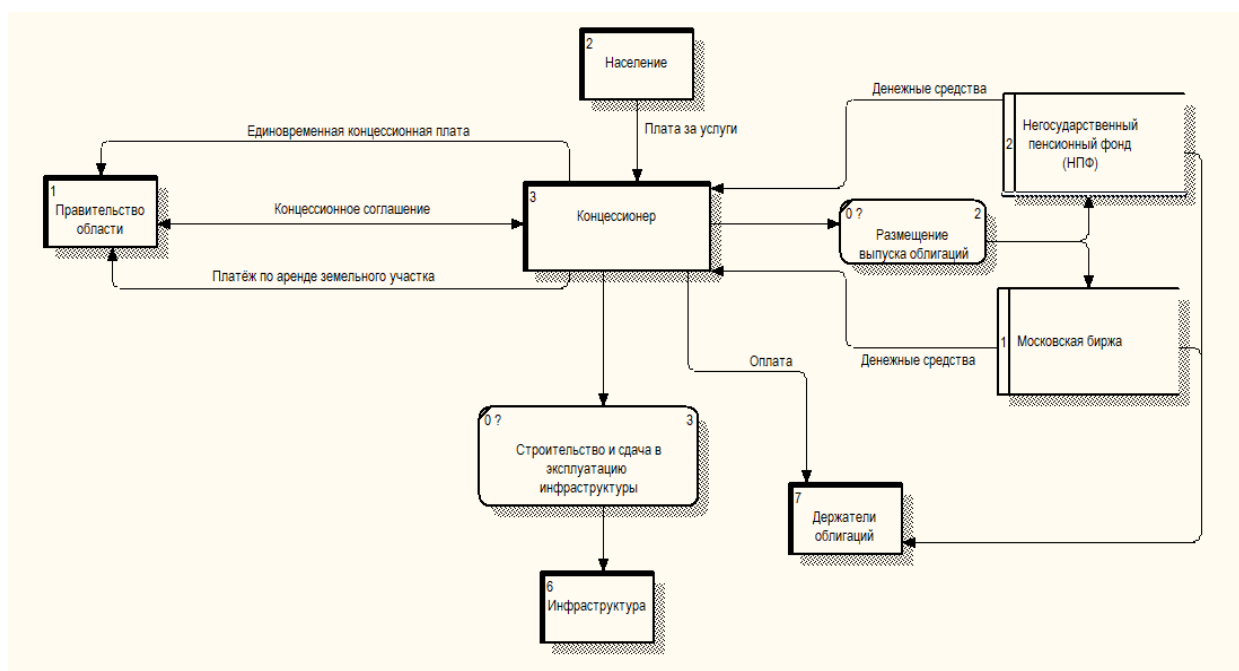 2
Население
Денежные средства
Плата за услуги
2
Негосударственный
пенсионный фонд
(НПФ)
Единовременная концессионная плата
1
Правительство
области
Концессионное соглашение
3
Концессионер
0 ?
2
Размещение
выпуска облигаций
Платёж по аренде земельного участка
1
Московская биржа
Оплата
Денежные средства
0 ?
3
Строительство и сдача в
эксплуатацию
инфраструктуры
7
Держатели
облигаций
6
Инфраструктура